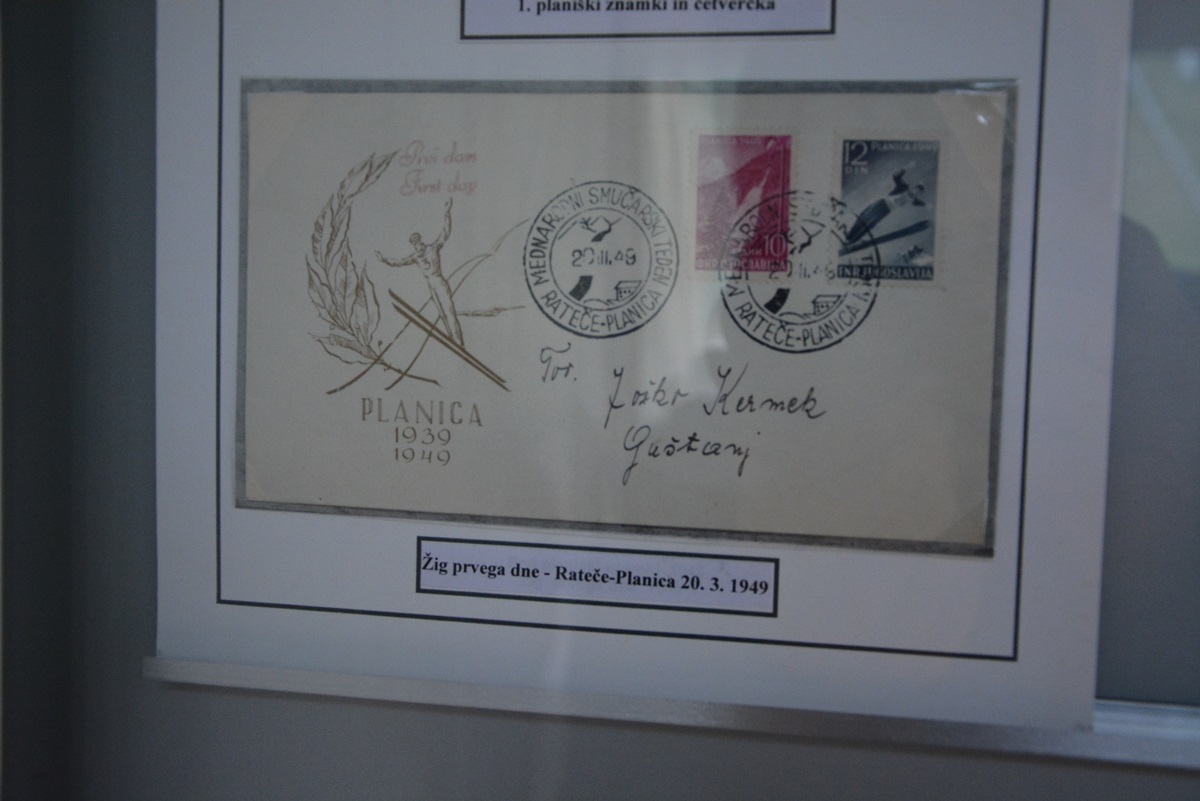 1. planiški znamki in četverčka
Prvi dan
First day
PLANICA
1939
1949
MEDNARODNI SMUČARSKI TEDEN
20.III.49
RATEČE-PLANICA
10
12
DIN
PLANICA 1949
FNR JUGOSLAVIJA
MEDNARODNI
RATEČE-PLANICA
Tov.
Joško Kermek
Guštanj
Žig prvega dne - Rateče-Planica 20. 3. 1949